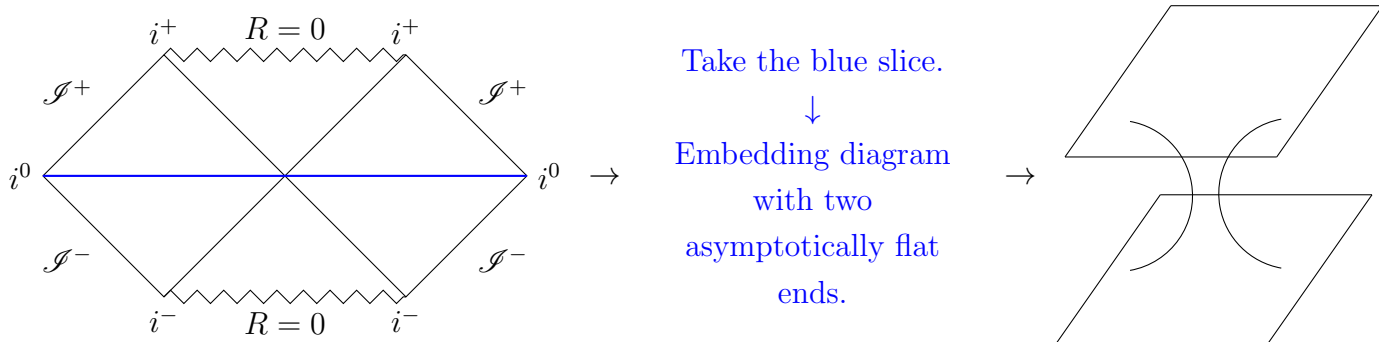 i⁺ R = 0 i⁺
ℐ⁺ ℐ⁺
i⁰ i⁰
ℐ⁻ ℐ⁻
i⁻ R = 0 i⁻
→
Take the blue slice.
↓
Embedding diagram
with two
asymptotically flat
ends.
→